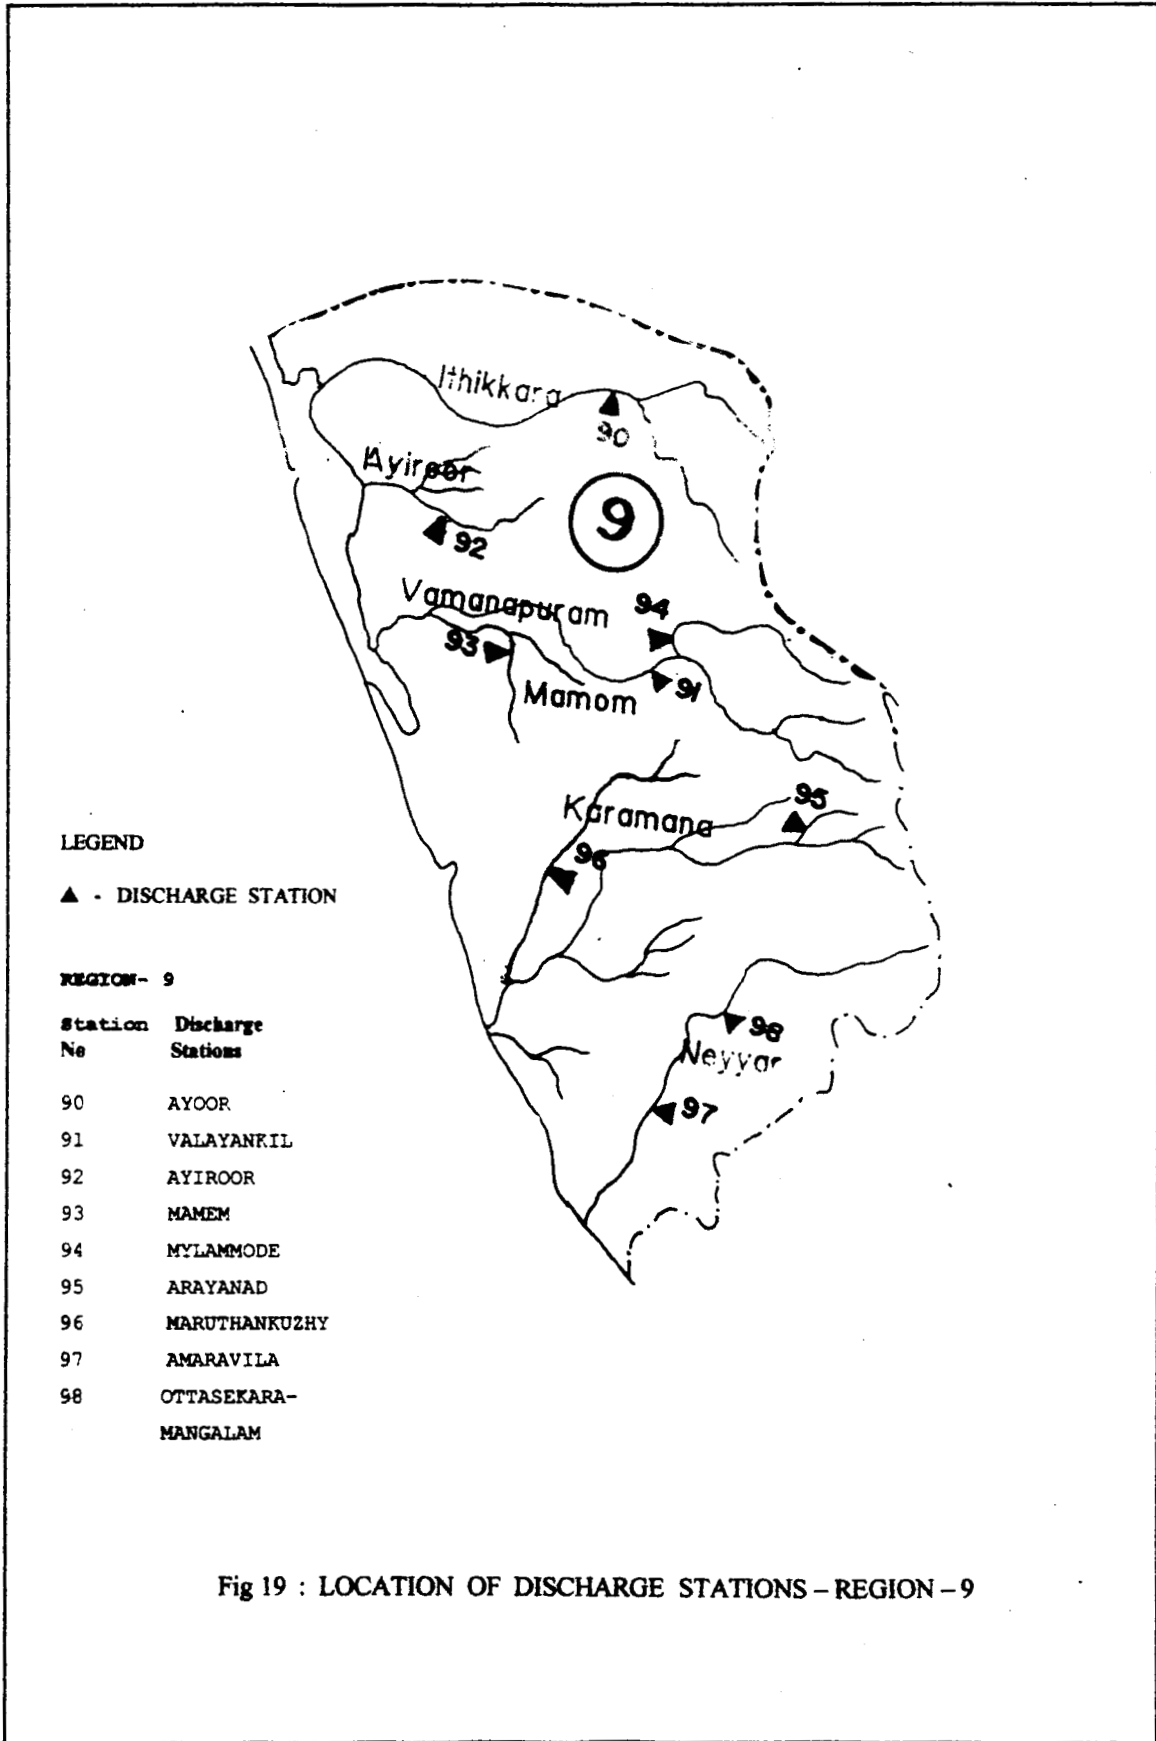 Ithikkara
90
Ayiroor
9
92
Vamanapuram
94
93
91
Mamom
95
Karamana
96
98
Neyyar
97
LEGEND
▲ - DISCHARGE STATION
REGION- 9
Station Discharge
No Stations
90 AYOOR
91 VALAYANKIL
92 AYIROOR
93 MAMEM
94 MYLAMMODE
95 ARAYANAD
96 MARUTHANKUZHY
97 AMARAVILA
98 OTTASEKARA-
MANGALAM
Fig 19 : LOCATION OF DISCHARGE STATIONS – REGION – 9